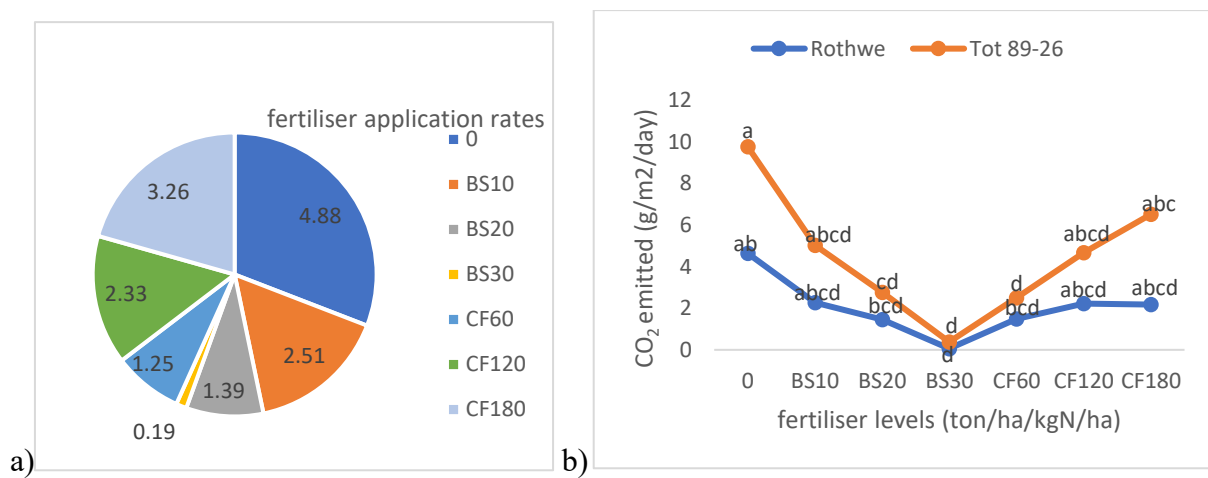 fertiliser application rates
0
BS10
BS20
BS30
CF60
CF120
CF180
4.88
2.51
1.39
0.19
1.25
2.33
3.26
a)
Rothwe Tot 89-26
CO2 emitted (g/m2/day)
12
10
8
6
4
2
0
a
abcd
cd
d
d
abcd
abc
ab
abcd
bcd
d
bcd
abcd
abcd
0 BS10 BS20 BS30 CF60 CF120 CF180
fertiliser levels (ton/ha/kgN/ha)
b)